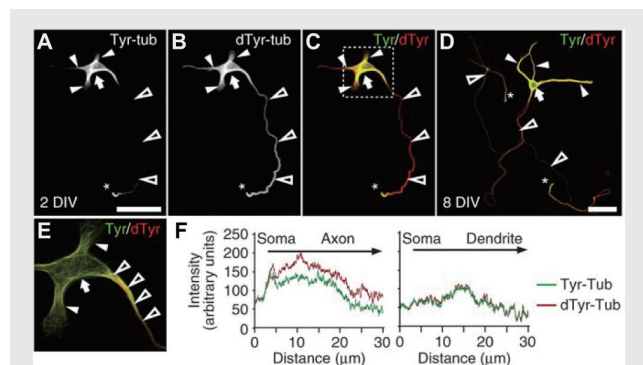 A Tyr-tub
B dTyr-tub
C Tyr/dTyr
D Tyr/dTyr
*
*
*
*
*
2 DIV
8 DIV
E Tyr/dTyr
F
Intensity
(arbitrary units)
250
200
150
100
50
0
Soma Axon
0 5 10 15 20 25 30
Distance (μm)
Soma Dendrite
0 5 10 15 20 25 30
Distance (μm)
Tyr-Tub
dTyr-Tub